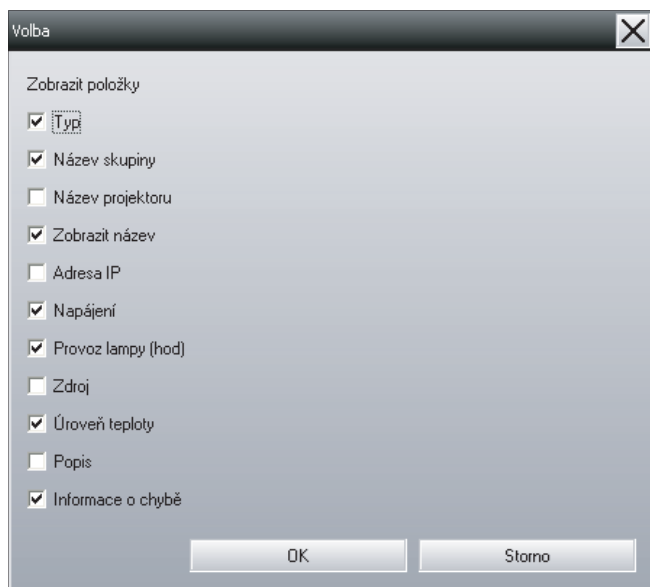 Volba
Zobrazit položky
Typ
Název skupiny
Název projektoru
Zobrazit název
Adresa IP
Napájení
Provoz lampy (hod)
Zdroj
Úroveň teploty
Popis
Informace o chybě
OK Storno